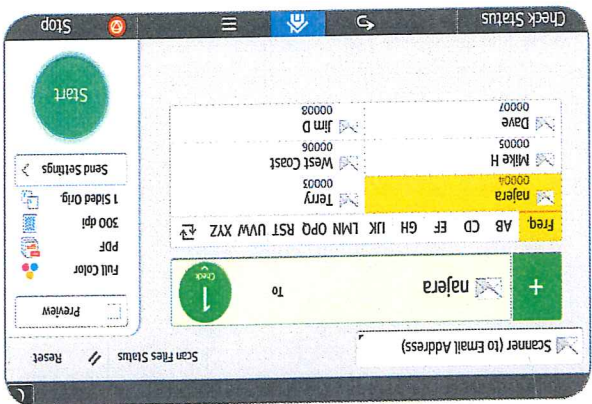 Scanner (to) Email Address)
Scan Files Status
Reset
+
najera
To
1
Check
Preview
Freq.
AB
CD
EF
GH
IJK
LMN
OPQ
RST
UVW
XYZ
najera
00004
Terry
00003
Mike H
00005
West Coast
00006
Dave
00007
Jim D
00008
Full Color
PDF
300 dpi
1 Sided Orig.
Send Settings
Start
Check Status
Stop